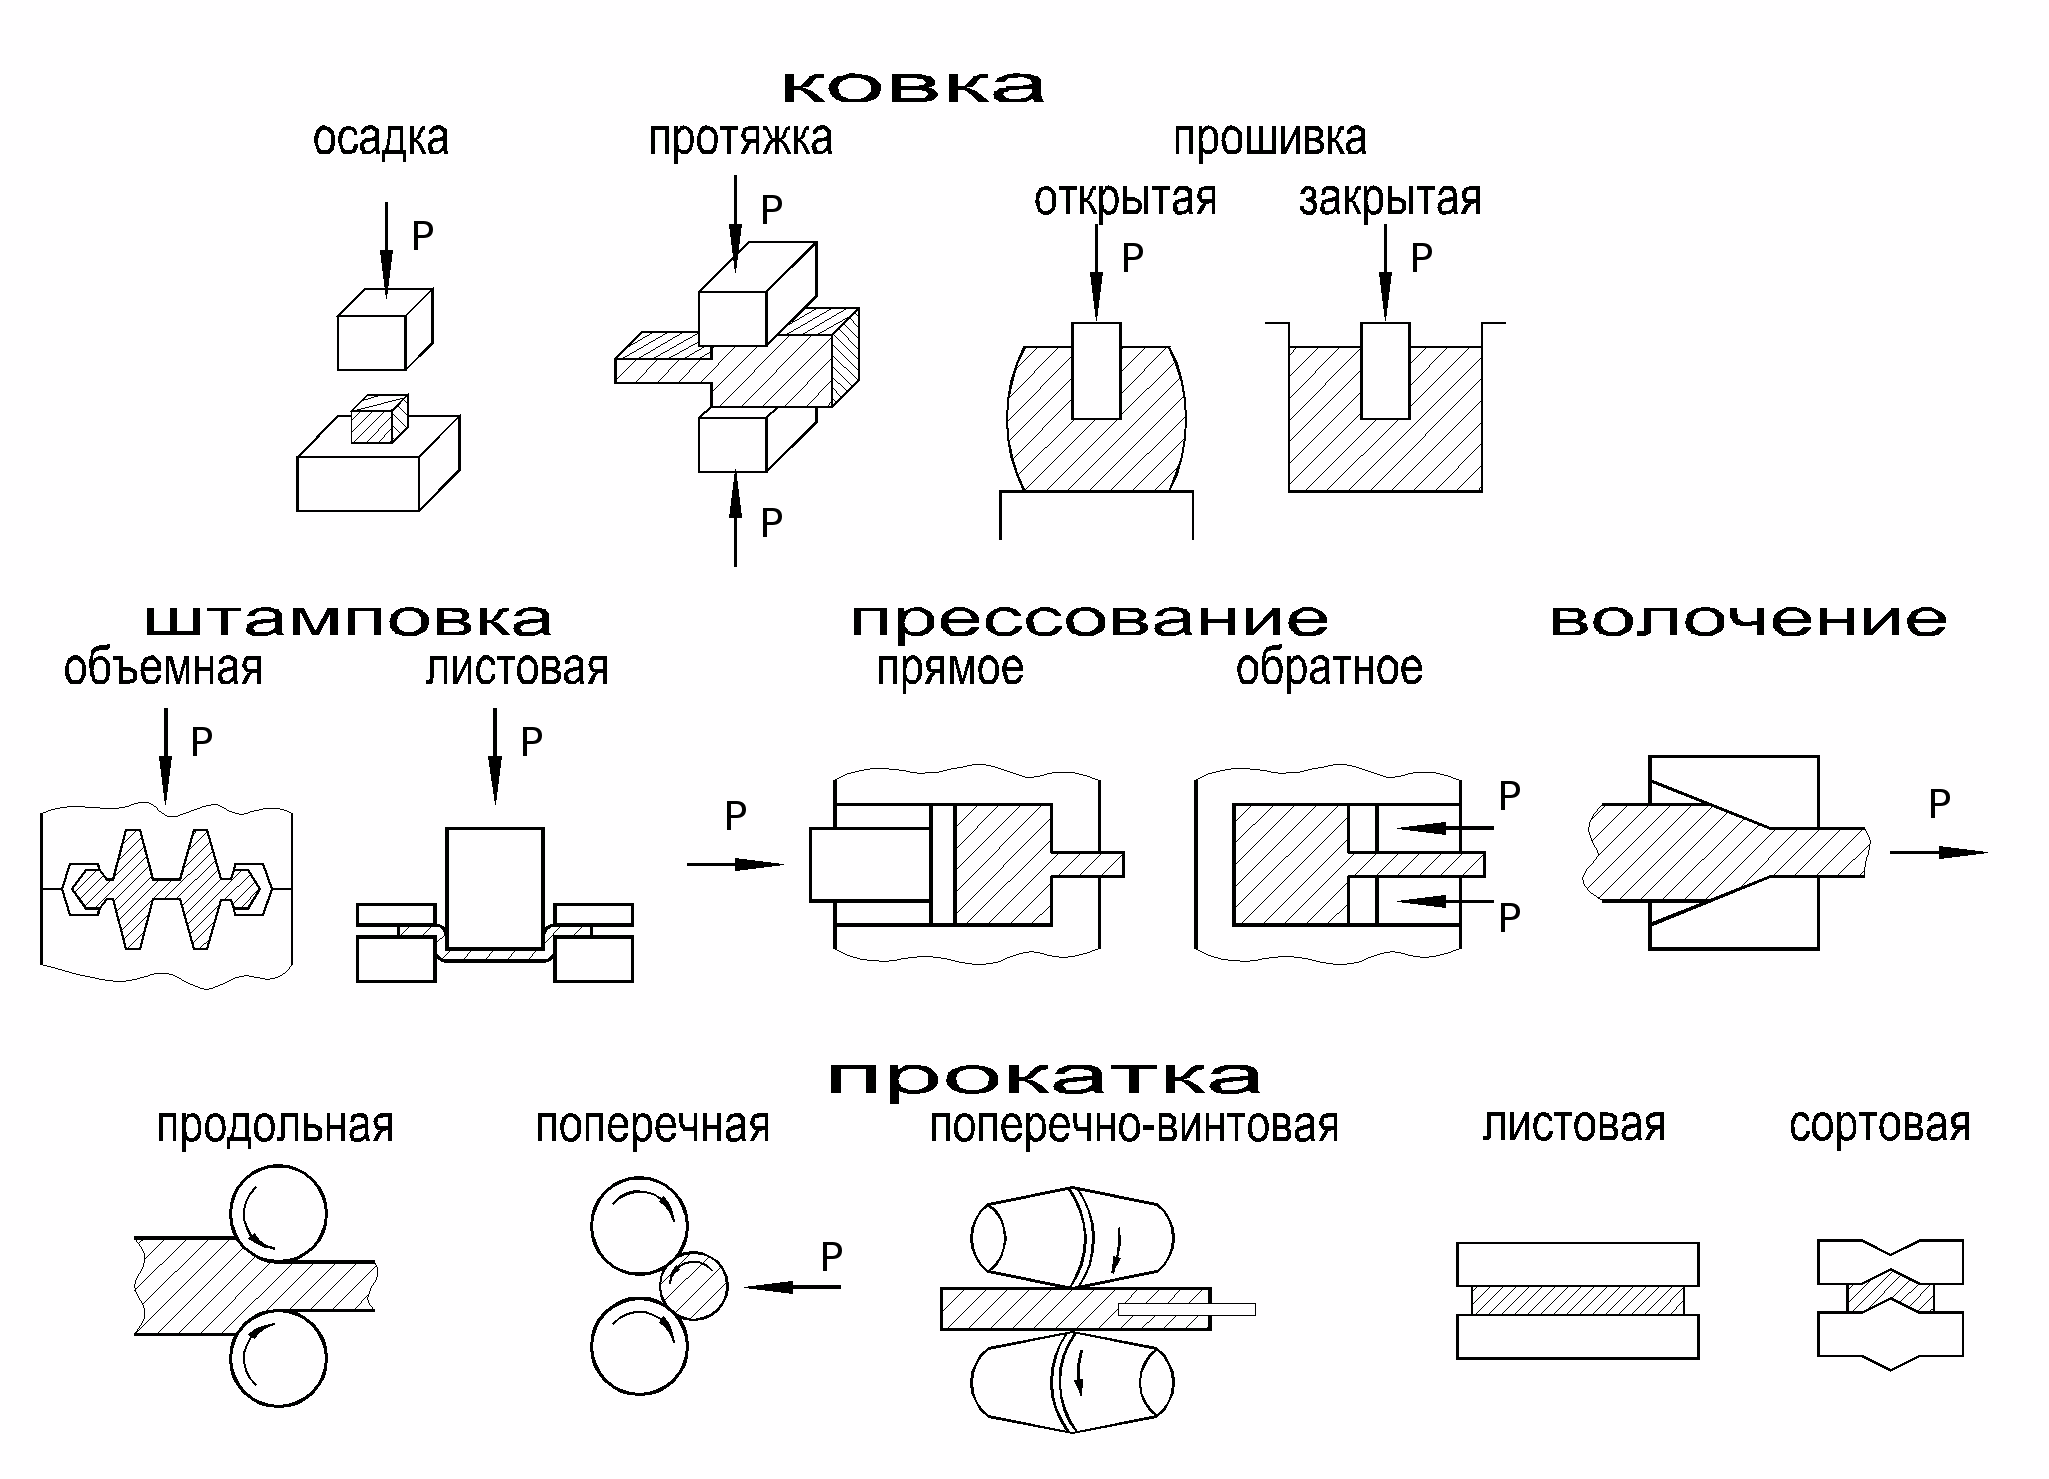 ковка
осадка протяжка прошивка
открытая закрытая
P P P P
P
штамповка прессование волочение
объемная листовая прямое обратное
P P P P P
P
прокатка
продольная поперечная поперечно-винтовая листовая сортовая
P